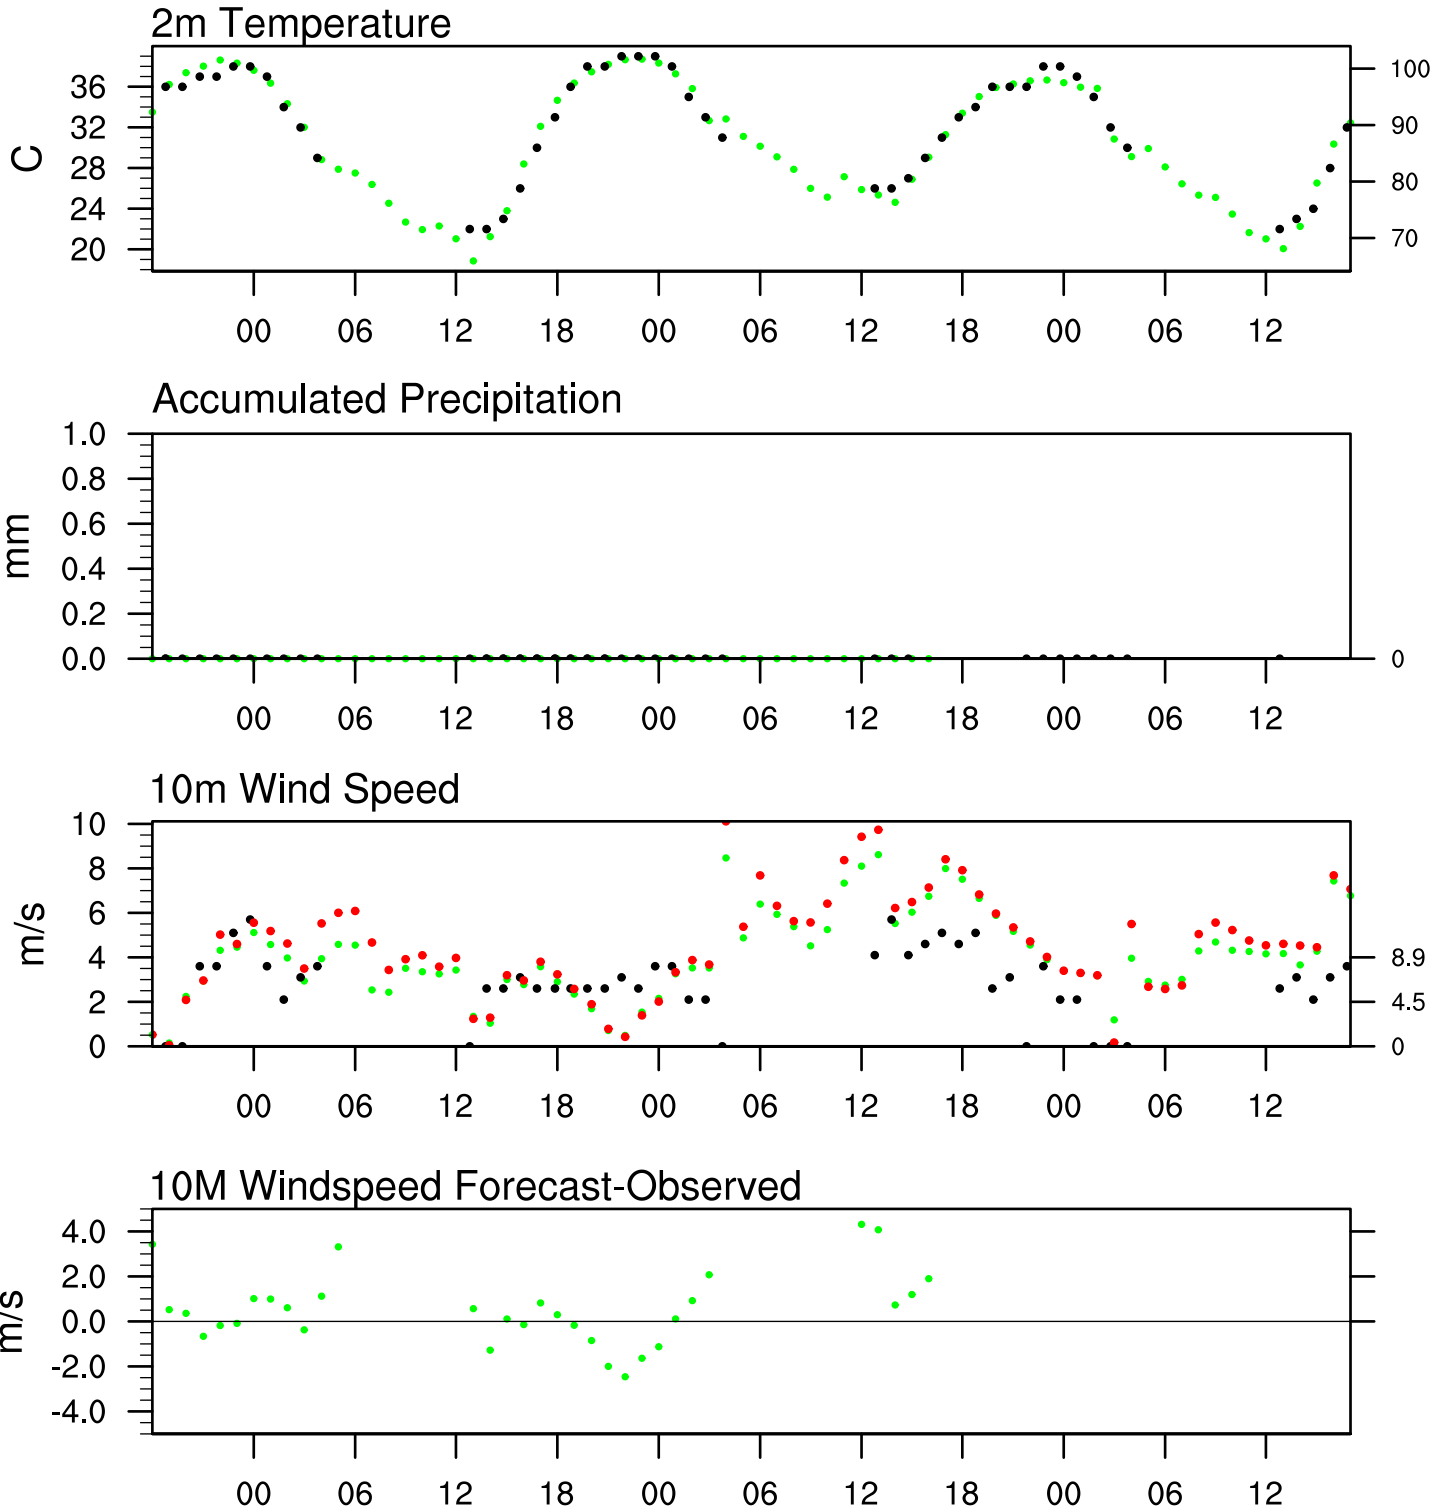 2m Temperature
C
36
32
28
24
20
100
90
80
70
00 06 12 18 00 06 12 18 00 06 12
Accumulated Precipitation
mm
1.0
0.8
0.6
0.4
0.2
0.0
0
00 06 12 18 00 06 12 18 00 06 12
10m Wind Speed
m/s
10
8
6
4
2
0
8.9
4.5
0
00 06 12 18 00 06 12 18 00 06 12
10M Windspeed Forecast-Observed
m/s
4.0
2.0
0.0
-2.0
-4.0
00 06 12 18 00 06 12 18 00 06 12